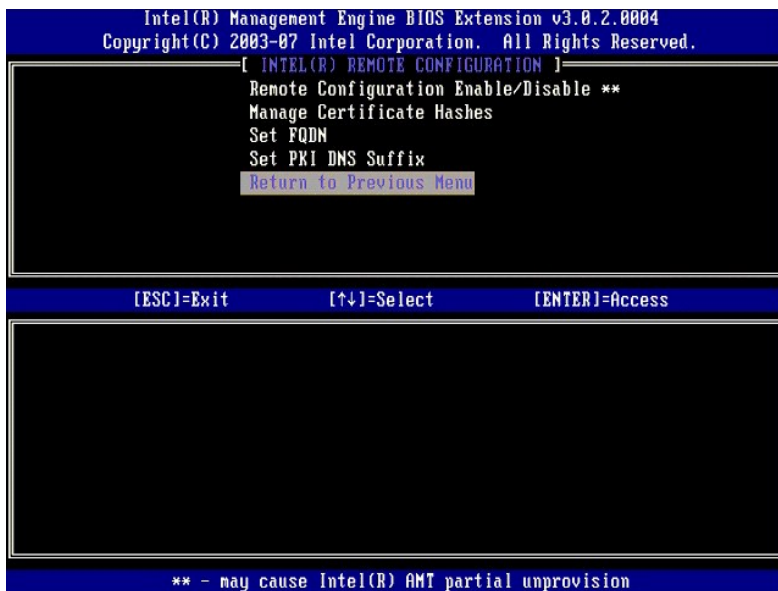 Intel(R) Management Engine BIOS Extension v3.0.2.0004
Copyright(C) 2003-07 Intel Corporation. All Rights Reserved.
[ INTEL(R) REMOTE CONFIGURATION ]
Remote Configuration Enable/Disable **
Manage Certificate Hashes
Set FQDN
Set PKI DNS Suffix
Return to Previous Menu
[ESC]=Exit [↑↓]=Select [ENTER]=Access
** - may cause Intel(R) AMT partial unprovision